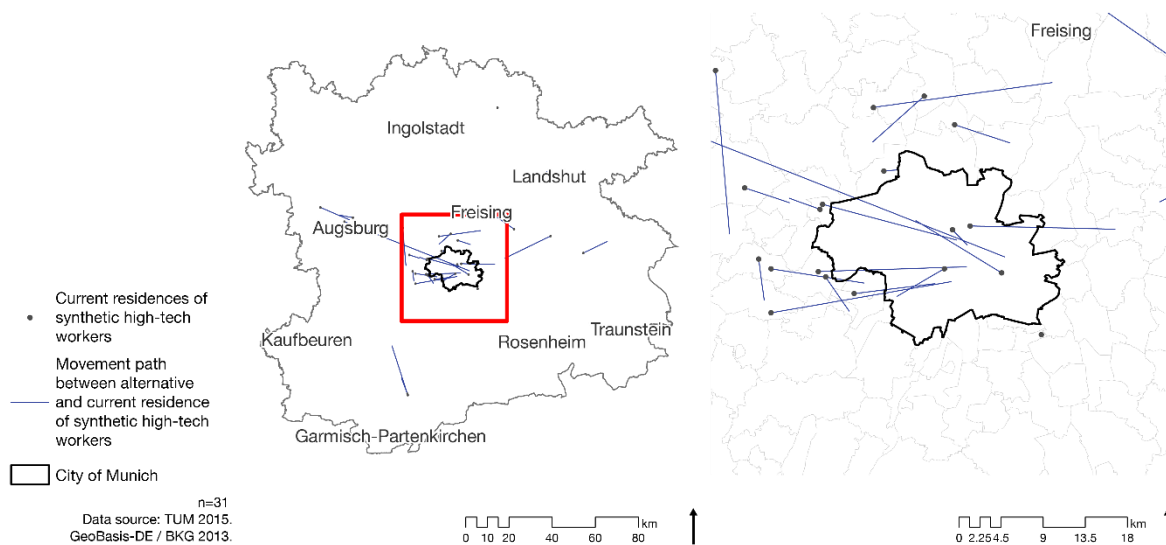 Freising
Ingolstadt
Landshut
Freising
Augsburg
Current residences of
synthetic high-tech
workers
Traunstein
Kaufbeuren
Rosenheim
Movement path
between alternative
and current residence
of synthetic high-tech
workers
Garmisch-Partenkirchen
City of Munich
n=31
Data source: TUM 2015.
GeoBasis-DE / BKG 2013.
km
0 10 20 40 60 80
km
0 2.25 4.5 9 13.5 18